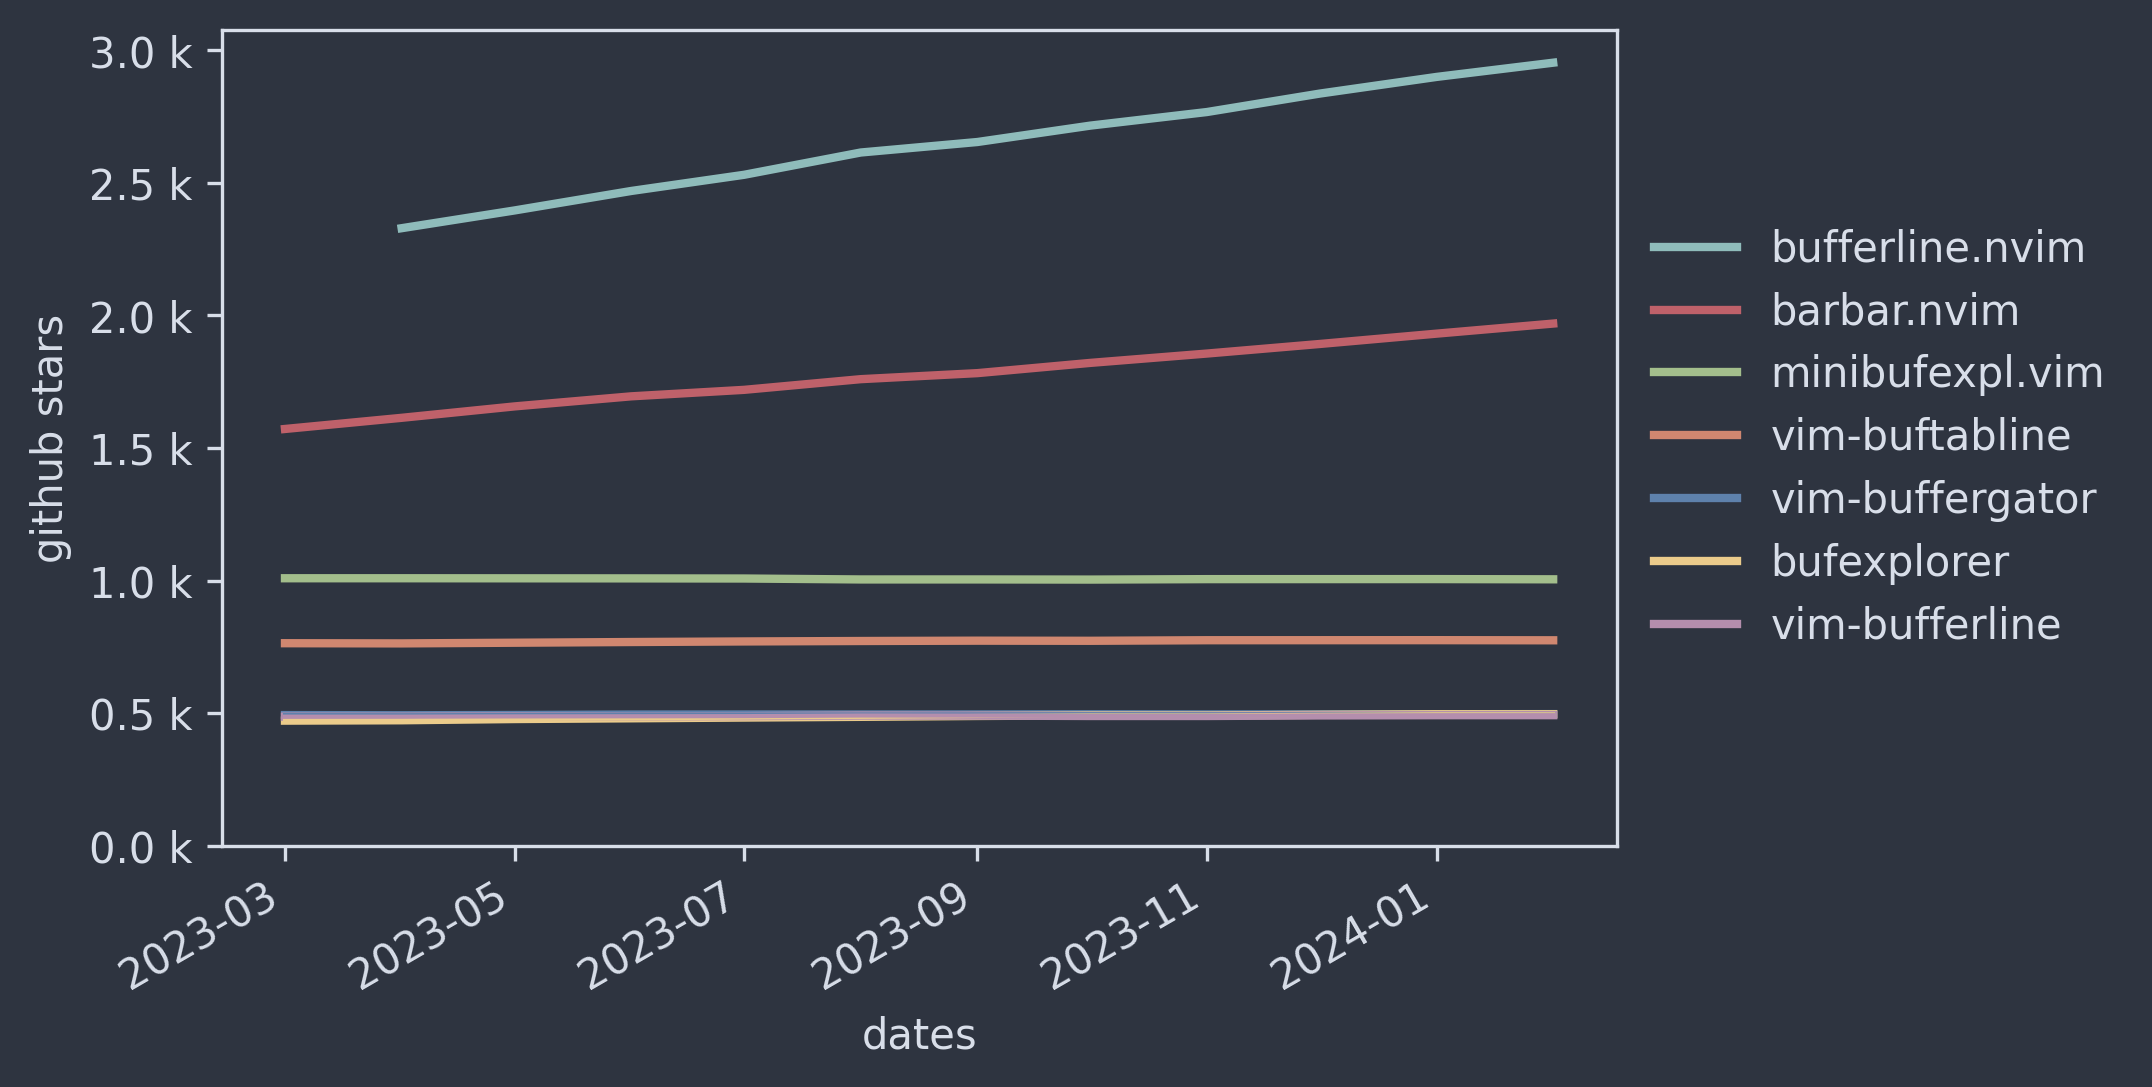 3.0 k
2.5 k
2.0 k
1.5 k
1.0 k
0.5 k
0.0 k
github stars
2023-03
2023-05
2023-07
2023-09
2023-11
2024-01
dates
bufferline.nvim
barbar.nvim
minibufexpl.vim
vim-buftabline
vim-buffergator
bufexplorer
vim-bufferline